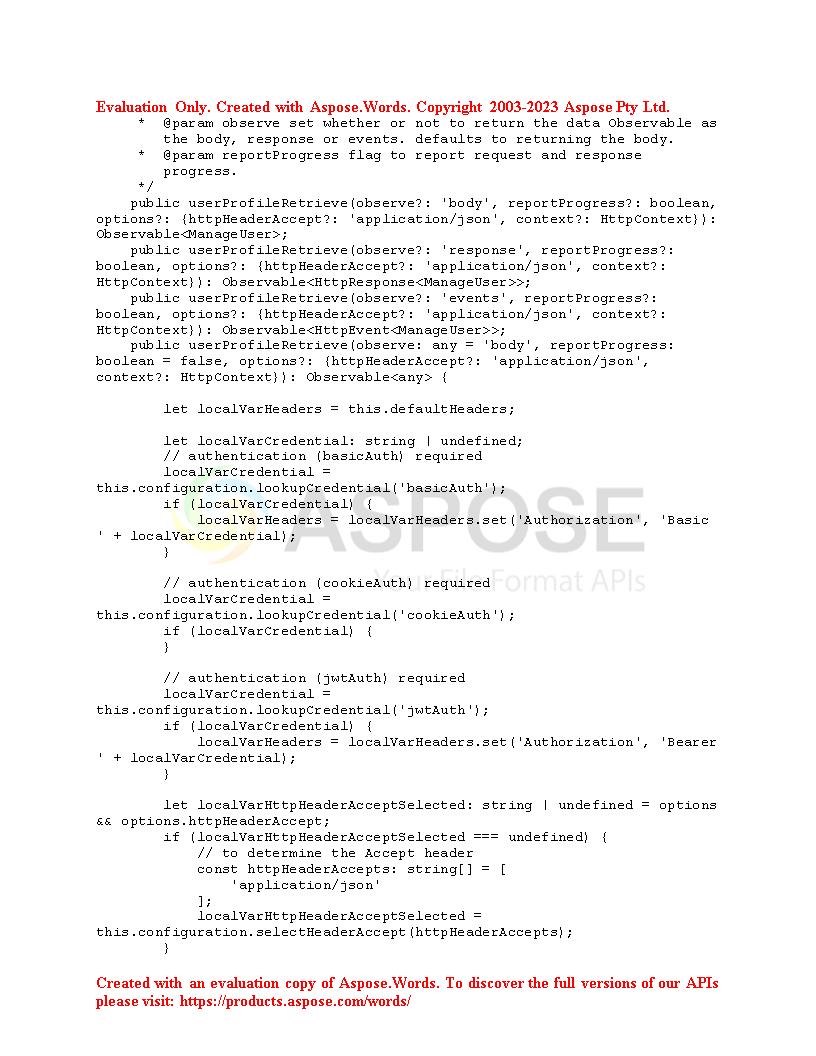 Evaluation Only. Created with Aspose.Words. Copyright 2003-2023 Aspose Pty Ltd.
     *  @param observe set whether or not to return the data Observable as
        the body, response or events. defaults to returning the body.
     *  @param reportProgress flag to report request and response
        progress.
     */
    public userProfileRetrieve(observe?: 'body', reportProgress?: boolean,
options?: {httpHeaderAccept?: 'application/json', context?: HttpContext}):
Observable<ManageUser>;
    public userProfileRetrieve(observe?: 'response', reportProgress?:
boolean, options?: {httpHeaderAccept?: 'application/json', context?:
HttpContext}): Observable<HttpResponse<ManageUser>>;
    public userProfileRetrieve(observe?: 'events', reportProgress?:
boolean, options?: {httpHeaderAccept?: 'application/json', context?:
HttpContext}): Observable<HttpEvent<ManageUser>>;
    public userProfileRetrieve(observe: any = 'body', reportProgress:
boolean = false, options?: {httpHeaderAccept?: 'application/json',
context?: HttpContext}): Observable<any> {

        let localVarHeaders = this.defaultHeaders;

        let localVarCredential: string | undefined;
        // authentication (basicAuth) required
        localVarCredential =
this.configuration.lookupCredential('basicAuth');
        if (localVarCredential) {
            localVarHeaders = localVarHeaders.set('Authorization', 'Basic
' + localVarCredential);
        }
ASPOSE
Your File Format APIs

        // authentication (cookieAuth) required
        localVarCredential =
this.configuration.lookupCredential('cookieAuth');
        if (localVarCredential) {
        }

        // authentication (jwtAuth) required
        localVarCredential =
this.configuration.lookupCredential('jwtAuth');
        if (localVarCredential) {
            localVarHeaders = localVarHeaders.set('Authorization', 'Bearer
' + localVarCredential);
        }

        let localVarHttpHeaderAcceptSelected: string | undefined = options
&& options.httpHeaderAccept;
        if (localVarHttpHeaderAcceptSelected === undefined) {
            // to determine the Accept header
            const httpHeaderAccepts: string[] = [
                'application/json'
            ];
            localVarHttpHeaderAcceptSelected =
this.configuration.selectHeaderAccept(httpHeaderAccepts);
        }

Created with an evaluation copy of Aspose.Words. To discover the full versions of our APIs
please visit: https://products.aspose.com/words/